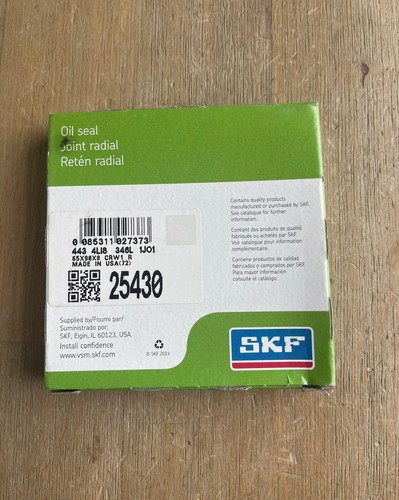 Oil seal
Joint radial
Retén radial
Contains quality products
manufactured or purchased by SKF.
See catalogue for further
information.
Contient des produits de qualité
fabriqués ou achetés par SKF.
Voir catalogue pour information
complémentaire.
Contiene productos de calidad
fabricados o comprados por SKF.
Para mayor información
consulte el catálogo.
0 085311 027373
443 4LI8 346L 1J01
65X98X8 CRW1 R
MADE IN USA(72)
25430
Supplied by/Fourni par/
Suministrado por:
SKF, Elgin, IL 60123, USA.
Install confidence
www.vsm.skf.com
© SKF 2014
SKF